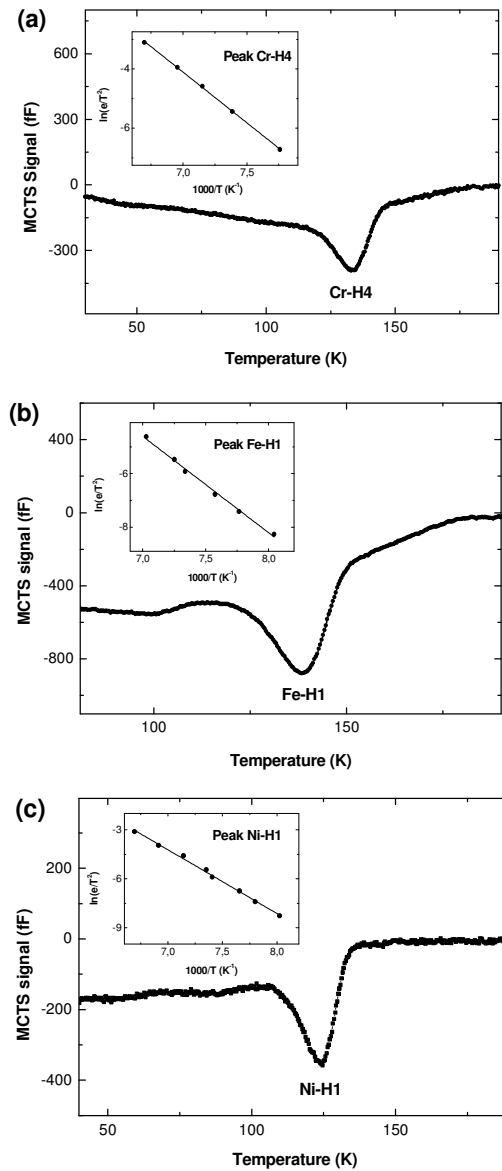 (a)
600
300
0
-300
MCTS Signal (fF)
-4
-6
ln(e/T²)
Peak Cr-H4
7,0
7,5
1000/T (K⁻¹)
Cr-H4
50
100
150
Temperature (K)
(b)
600
400
0
-400
-800
MCTS signal (fF)
-4
-6
-8
ln(e/T²)
Peak Fe-H1
7,0
7,5
8,0
1000/T (K⁻¹)
Fe-H1
100
150
Temperature (K)
(c)
200
0
-200
-400
MCTS signal (fF)
-3
-6
-9
ln(e/T²)
Peak Ni-H1
7,0
7,5
8,0
1000/T (K⁻¹)
Ni-H1
50
100
150
Temperature (K)